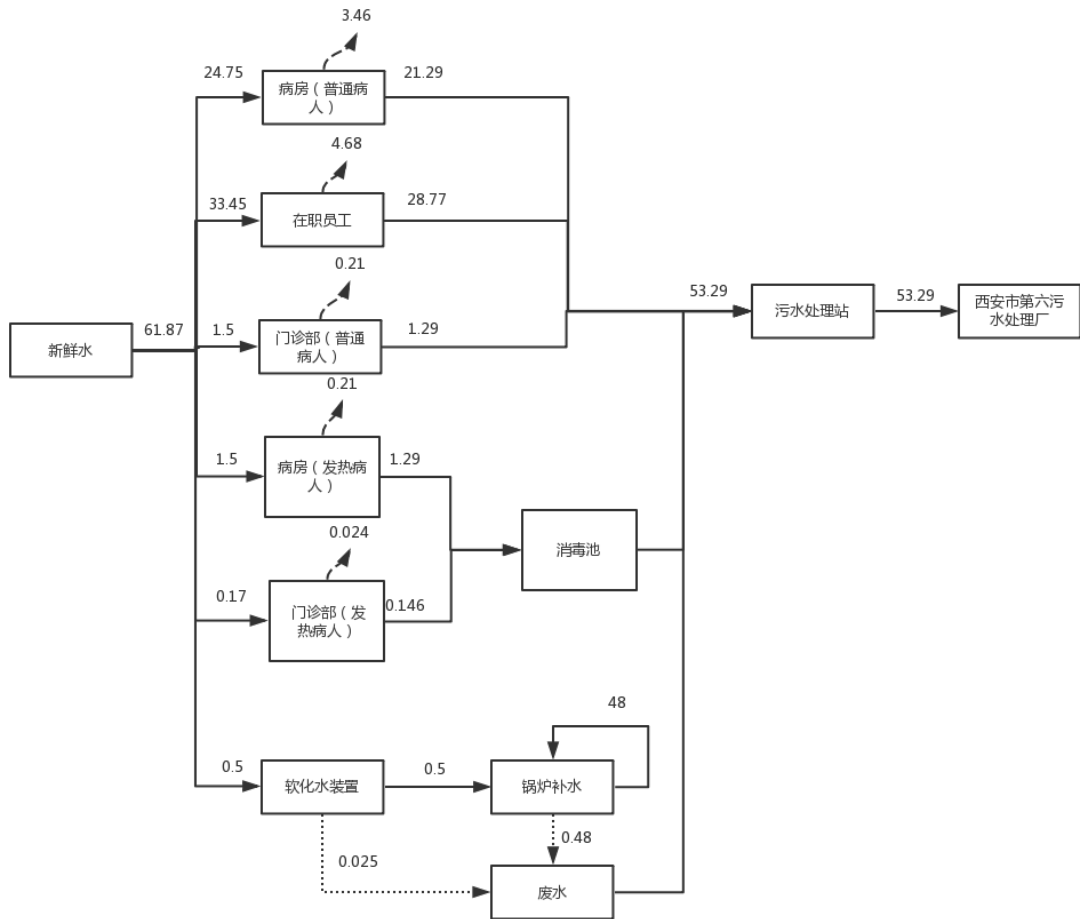 3.46
24.75
病房（普通病
人）
21.29
4.68
33.45
在职员工
28.77
0.21
53.29
污水处理站
53.29
西安市第六污
水处理厂
新鲜水
61.87
1.5
门诊部（普通
病人）
1.29
0.21
1.5
病房（发热病
人）
1.29
0.024
消毒池
0.17
门诊部（发
热病人）
0.146
48
0.5
软化水装置
0.5
锅炉补水
0.48
0.025
废水